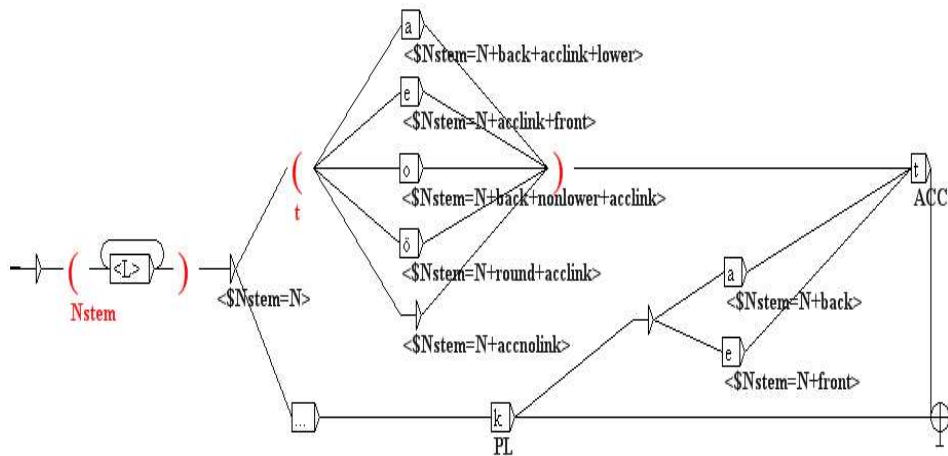 a
<$Nstem=N+back+acclink+lower>
e
<$Nstem=N+acclink+front>
( o ) t
t <$Nstem=N+back+nonlower+acclink> ACC
ö a
( <L> ) <$Nstem=N+round+acclink> <$Nstem=N+back>
Nstem <$Nstem=N>
<$Nstem=N+accnolink> e
<$Nstem=N+front>
... k
PL